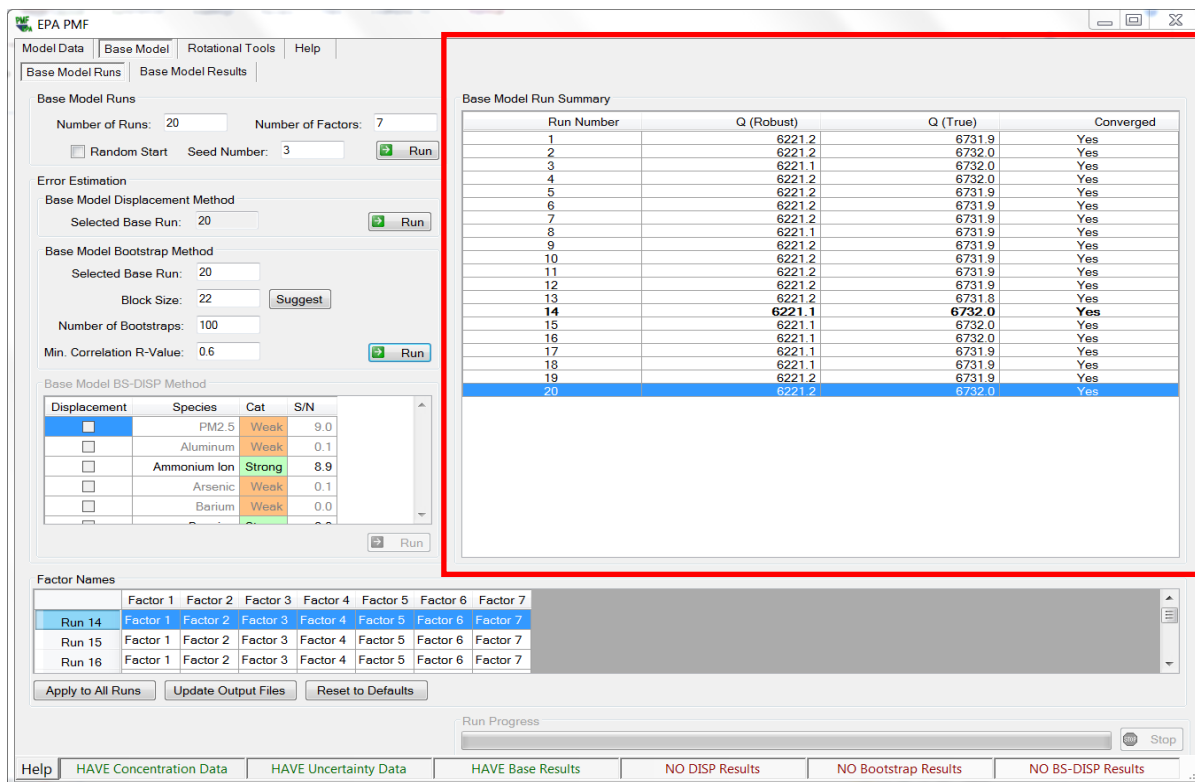 EPA PMF
Model Data Base Model Rotational Tools Help
Base Model Runs Base Model Results
Base Model Runs
Number of Runs: 20 Number of Factors: 7
Random Start Seed Number: 3 Run
Error Estimation
Base Model Displacement Method
Selected Base Run: 20 Run
Base Model Bootstrap Method
Selected Base Run: 20
Block Size: 22 Suggest
Number of Bootstraps: 100
Min. Correlation R-Value: 0.6 Run
Base Model BS-DISP Method
Displacement Species Cat S/N
PM2.5 Weak 9.0
Aluminum Weak 0.1
Ammonium Ion Strong 8.9
Arsenic Weak 0.1
Barium Weak 0.0
Run
Base Model Run Summary
Run Number Q (Robust) Q (True) Converged
1 6221.2 6731.9 Yes
2 6221.2 6732.0 Yes
3 6221.1 6732.0 Yes
4 6221.2 6732.0 Yes
5 6221.2 6731.9 Yes
6 6221.2 6731.9 Yes
7 6221.2 6731.9 Yes
8 6221.1 6731.9 Yes
9 6221.2 6731.9 Yes
10 6221.2 6731.9 Yes
11 6221.2 6731.9 Yes
12 6221.2 6731.9 Yes
13 6221.2 6731.8 Yes
14 6221.1 6732.0 Yes
15 6221.1 6732.0 Yes
16 6221.1 6732.0 Yes
17 6221.1 6731.9 Yes
18 6221.1 6731.9 Yes
19 6221.2 6731.9 Yes
20 6221.2 6732.0 Yes
Factor Names
Factor 1 Factor 2 Factor 3 Factor 4 Factor 5 Factor 6 Factor 7
Run 14 Factor 1 Factor 2 Factor 3 Factor 4 Factor 5 Factor 6 Factor 7
Run 15 Factor 1 Factor 2 Factor 3 Factor 4 Factor 5 Factor 6 Factor 7
Run 16 Factor 1 Factor 2 Factor 3 Factor 4 Factor 5 Factor 6 Factor 7
Apply to All Runs Update Output Files Reset to Defaults
Run Progress
Stop
Help HAVE Concentration Data HAVE Uncertainty Data HAVE Base Results NO DISP Results NO Bootstrap Results NO BS-DISP Results